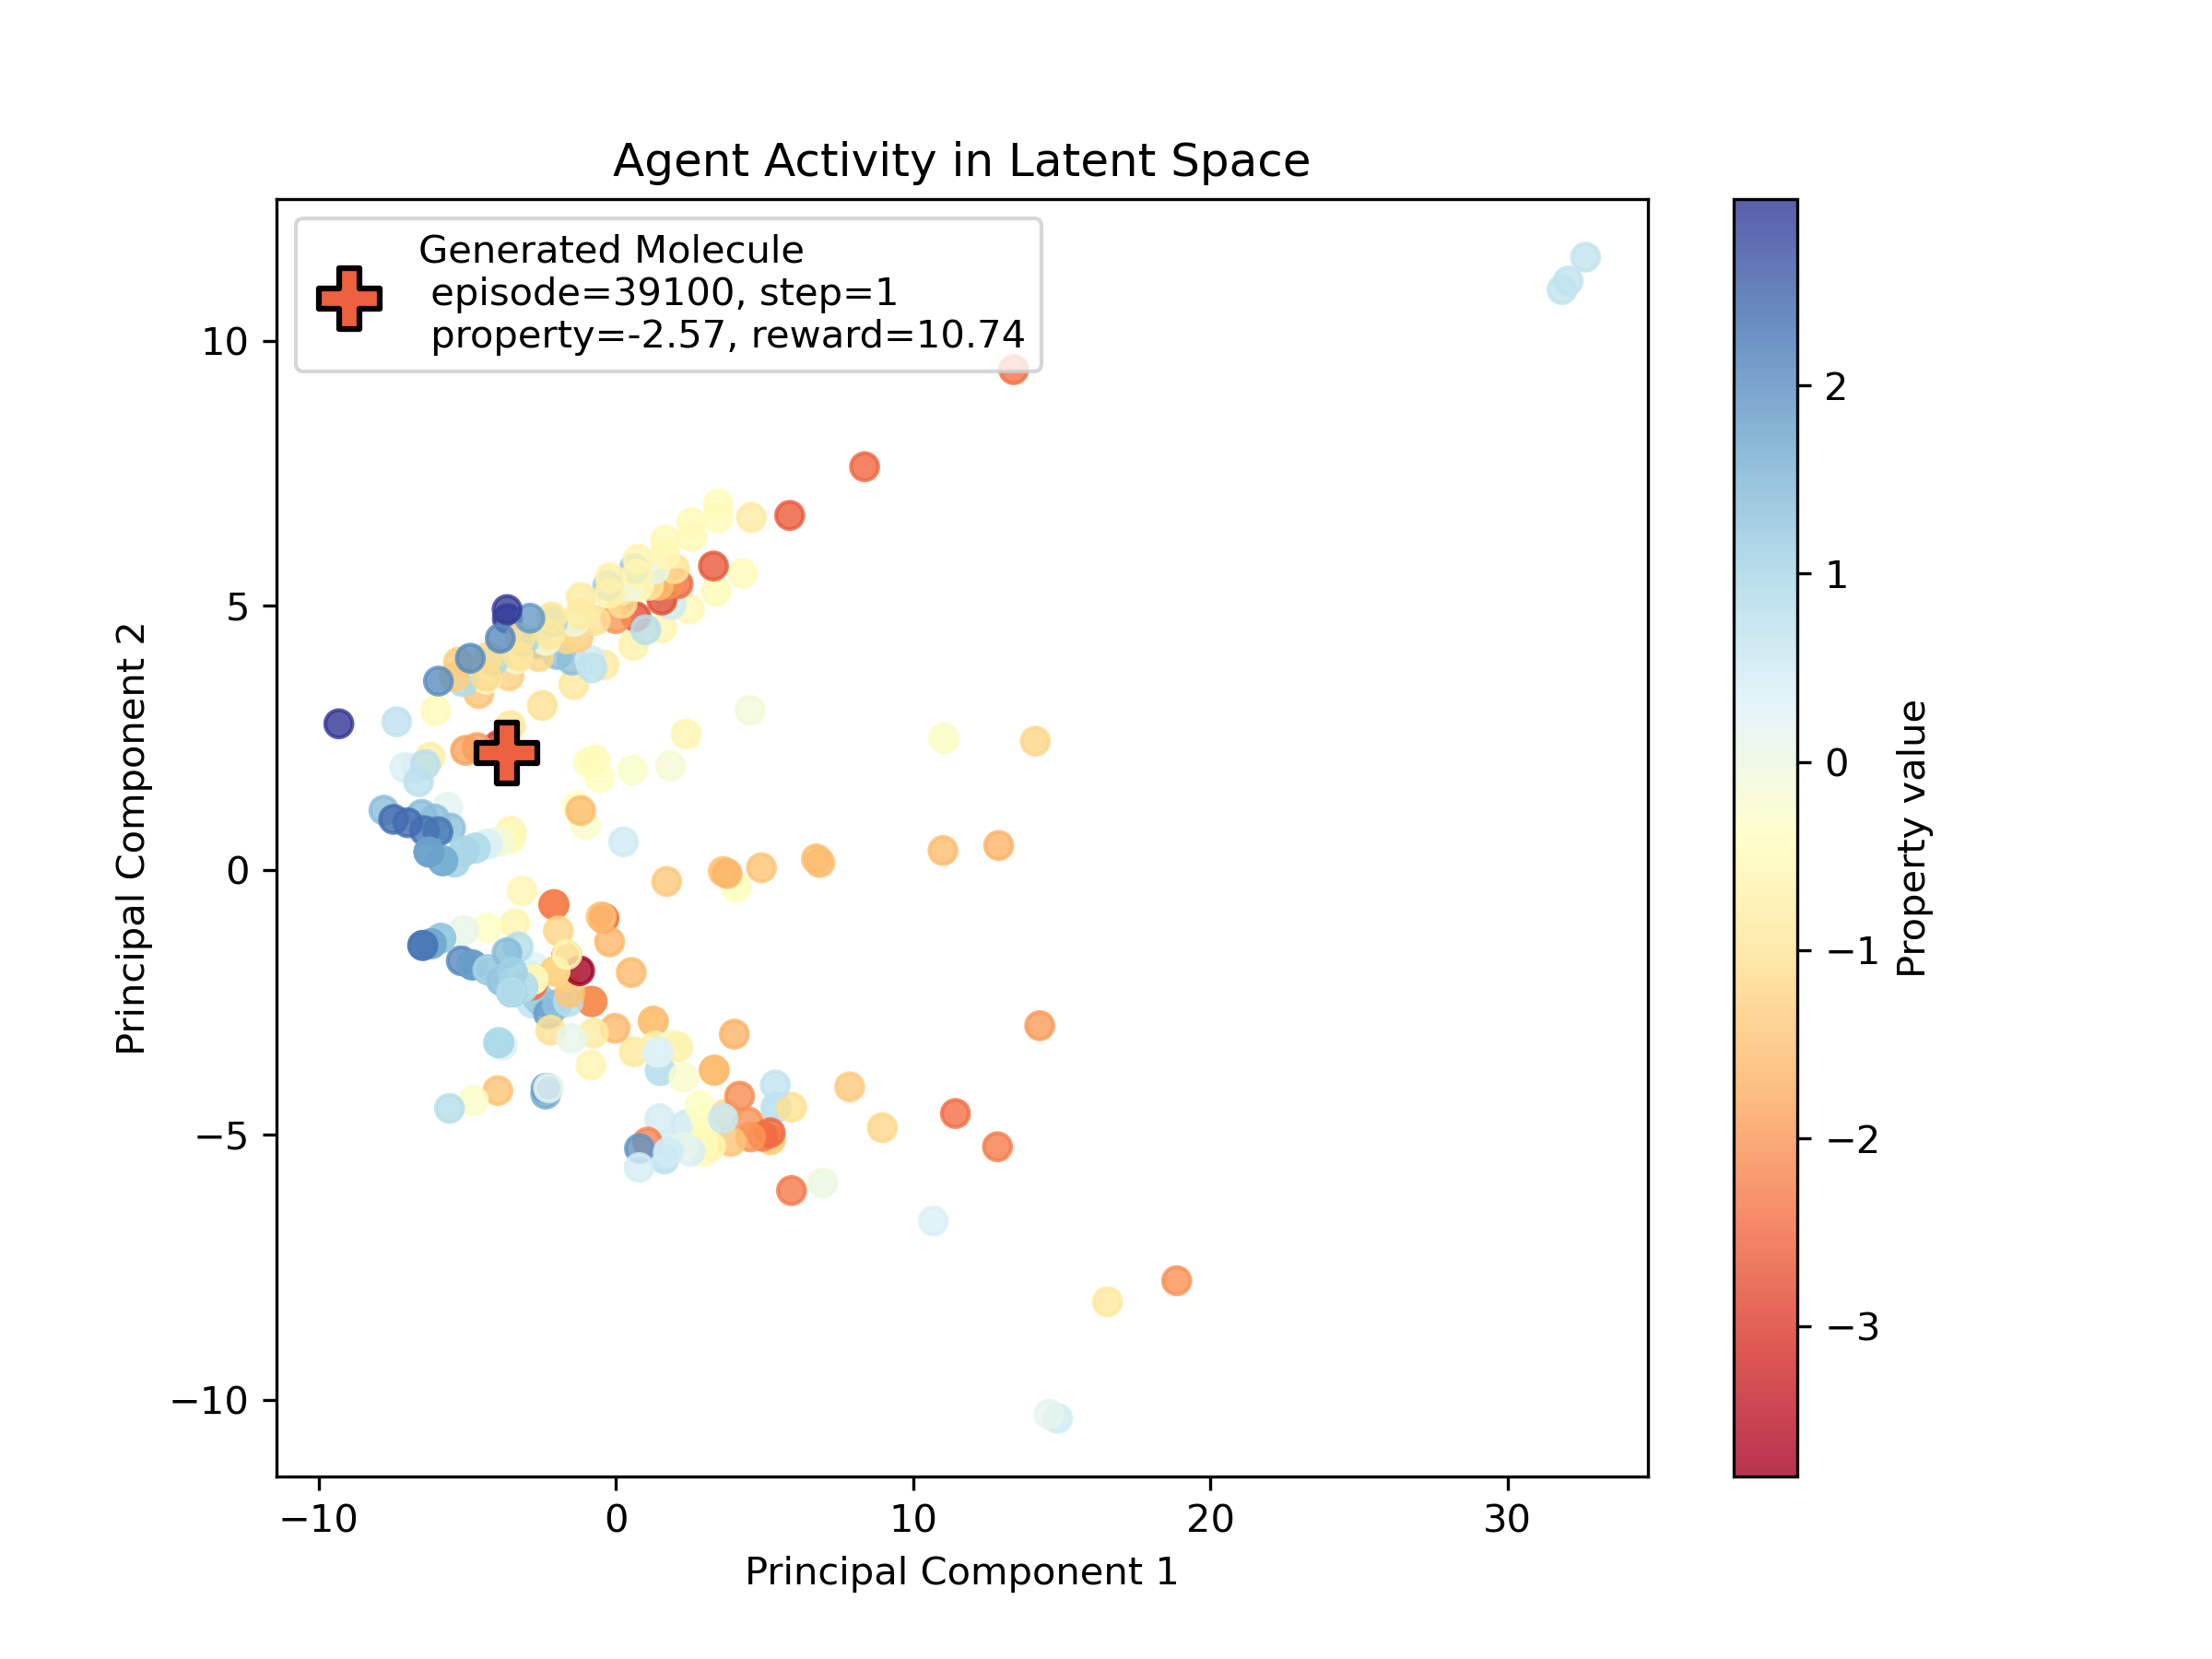 Agent Activity in Latent Space
Generated Molecule
episode=39100, step=1
property=-2.57, reward=10.74
10
5
0
−5
−10
Principal Component 2
−10
0
10
20
30
Principal Component 1
2
1
0
−1
−2
−3
Property value